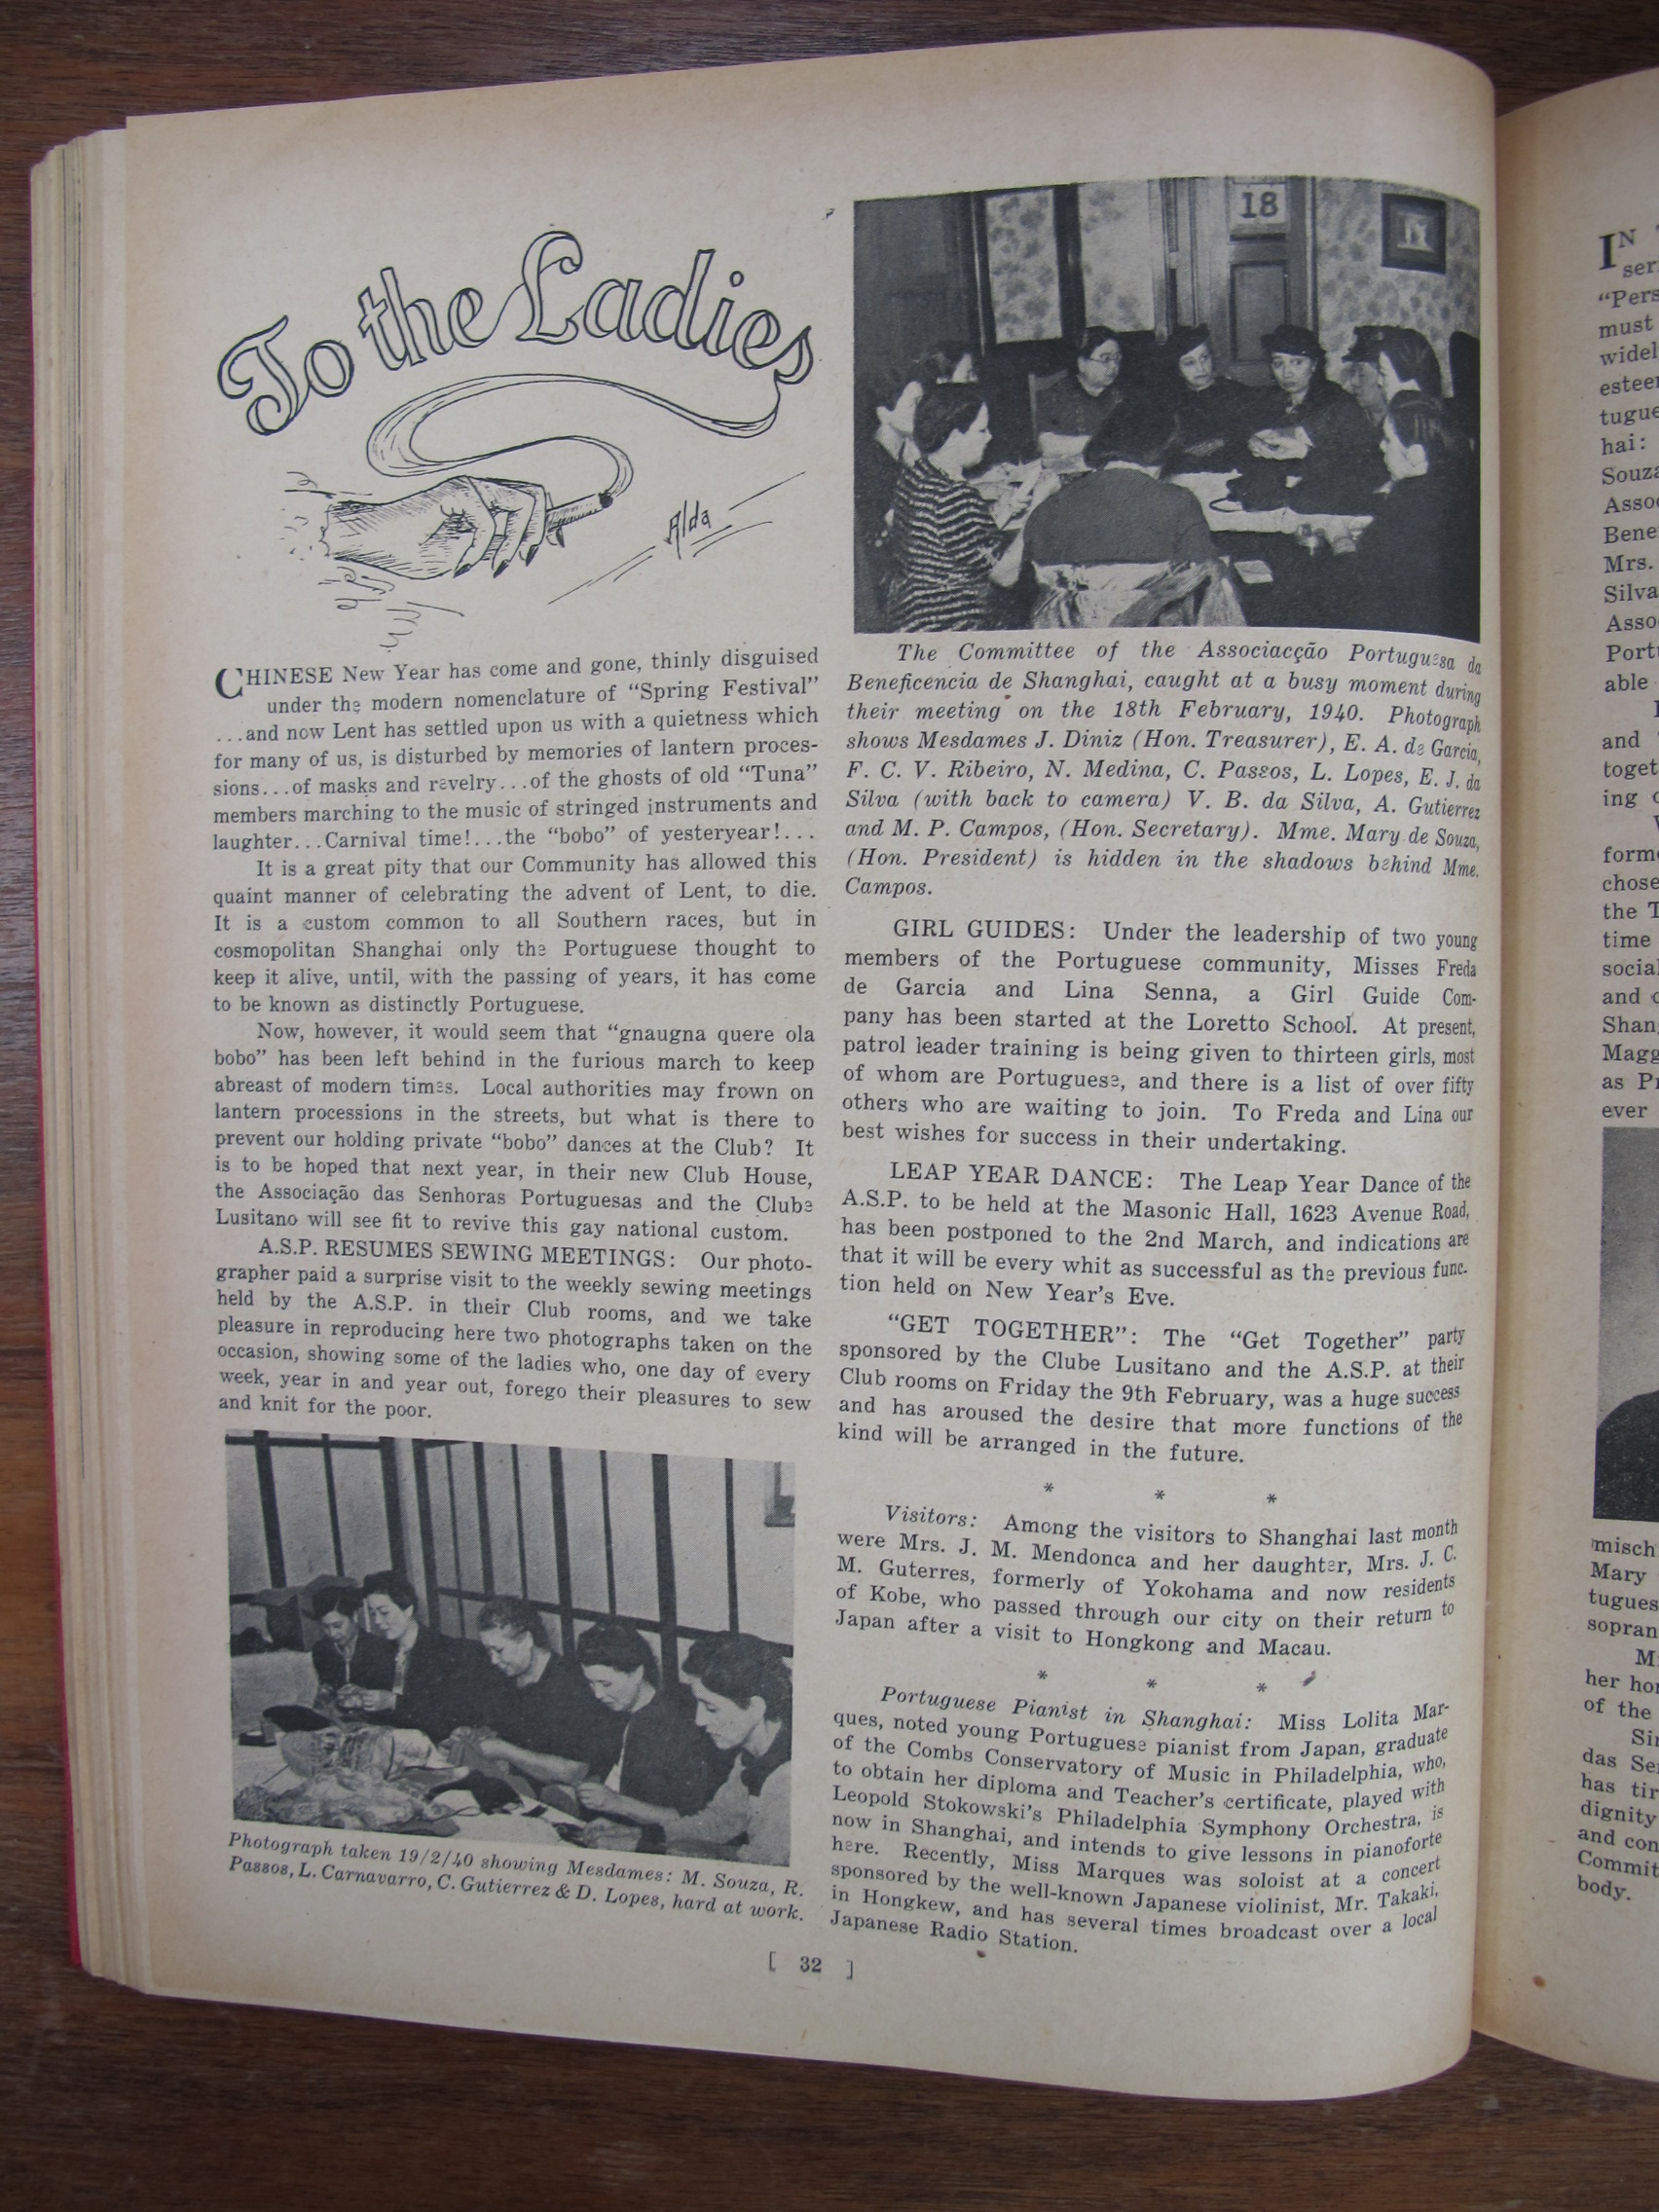 To the Ladies
Alda
CHINESE New Year has come and gone, thinly disguised
under the modern nomenclature of “Spring Festival”
...and now Lent has settled upon us with a quietness which
for many of us, is disturbed by memories of lantern proces-
sions...of masks and revelry...of the ghosts of old “Tuna”
members marching to the music of stringed instruments and
laughter...Carnival time!...the “bobo” of yesteryear!...
It is a great pity that our Community has allowed this
quaint manner of celebrating the advent of Lent, to die.
It is a custom common to all Southern races, but in
cosmopolitan Shanghai only the Portuguese thought to
keep it alive, until, with the passing of years, it has come
to be known as distinctly Portuguese.
Now, however, it would seem that “gnaugna quere ola
bobo” has been left behind in the furious march to keep
abreast of modern times. Local authorities may frown on
lantern processions in the streets, but what is there to
prevent our holding private “bobo” dances at the Club? It
is to be hoped that next year, in their new Club House,
the Associação das Senhoras Portuguesas and the Clube
Lusitano will see fit to revive this gay national custom.
A.S.P. RESUMES SEWING MEETINGS: Our photo-
grapher paid a surprise visit to the weekly sewing meetings
held by the A.S.P. in their Club rooms, and we take
pleasure in reproducing here two photographs taken on the
occasion, showing some of the ladies who, one day of every
week, year in and year out, forego their pleasures to sew
and knit for the poor.
Photograph taken 19/2/40 showing Mesdames: M. Souza, R.
Passos, L. Carnavarro, C. Gutierrez & D. Lopes, hard at work.
18
The Committee of the Associacção Portuguesa da
Beneficencia de Shanghai, caught at a busy moment during
their meeting on the 18th February, 1940. Photograph
shows Mesdames J. Diniz (Hon. Treasurer), E. A. de Garcia,
F. C. V. Ribeiro, N. Medina, C. Passos, L. Lopes, E. J. da
Silva (with back to camera) V. B. da Silva, A. Gutierrez
and M. P. Campos, (Hon. Secretary). Mme. Mary de Souza,
(Hon. President) is hidden in the shadows behind Mme.
Campos.
GIRL GUIDES: Under the leadership of two young
members of the Portuguese community, Misses Freda
de Garcia and Lina Senna, a Girl Guide Com-
pany has been started at the Loretto School. At present,
patrol leader training is being given to thirteen girls, most
of whom are Portuguese, and there is a list of over fifty
others who are waiting to join. To Freda and Lina our
best wishes for success in their undertaking.
LEAP YEAR DANCE: The Leap Year Dance of the
A.S.P. to be held at the Masonic Hall, 1623 Avenue Road,
has been postponed to the 2nd March, and indications are
that it will be every whit as successful as the previous func-
tion held on New Year's Eve.
“GET TOGETHER”: The “Get Together” party
sponsored by the Clube Lusitano and the A.S.P. at their
Club rooms on Friday the 9th February, was a huge success
and has aroused the desire that more functions of the
kind will be arranged in the future.
* * *
Visitors: Among the visitors to Shanghai last month
were Mrs. J. M. Mendonca and her daughter, Mrs. J. C.
M. Guterres, formerly of Yokohama and now residents
of Kobe, who passed through our city on their return to
Japan after a visit to Hongkong and Macau.
* * *
Portuguese Pianist in Shanghai: Miss Lolita Mar-
ques, noted young Portuguese pianist from Japan, graduate
of the Combs Conservatory of Music in Philadelphia, who,
to obtain her diploma and Teacher's certificate, played with
Leopold Stokowski's Philadelphia Symphony Orchestra, is
now in Shanghai, and intends to give lessons in pianoforte
here. Recently, Miss Marques was soloist at a concert
sponsored by the well-known Japanese violinist, Mr. Takaki,
in Hongkew, and has several times broadcast over a local
Japanese Radio Station.
[ 32 ]
IN
“Pers
must
hai:
Souza
Mrs.
Silva
able
and
ing
the
time
social
and
as
ever
Mary
her
of the
das
has
dignity
and
body.